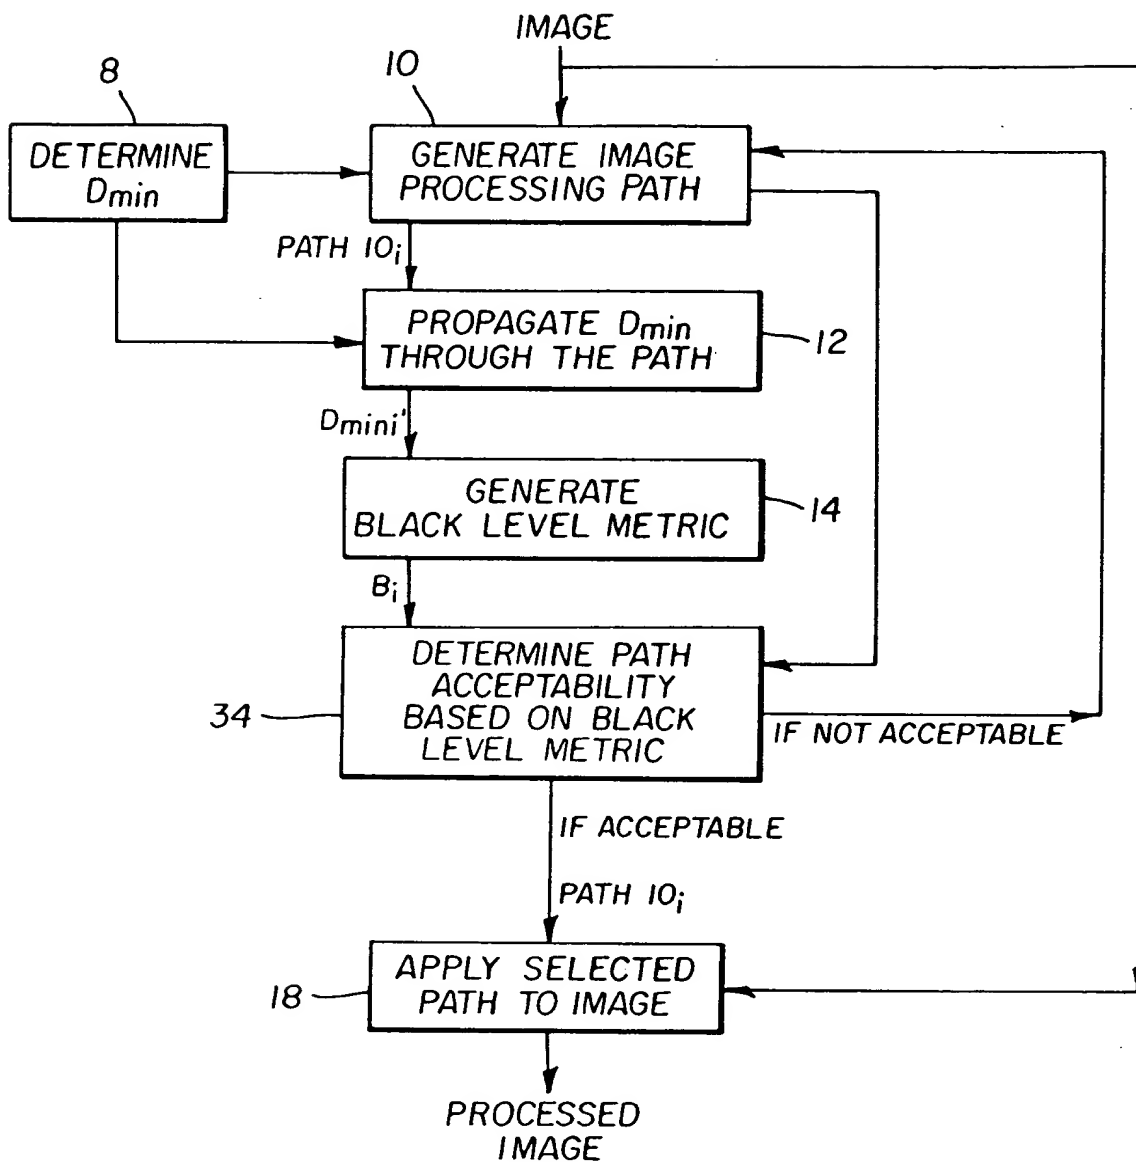 IMAGE
8
10
DETERMINE
Dmin
GENERATE IMAGE
PROCESSING PATH
PATH 10i
PROPAGATE Dmin
THROUGH THE PATH
12
Dmini'
GENERATE
BLACK LEVEL METRIC
14
Bi
DETERMINE PATH
ACCEPTABILITY
BASED ON BLACK
LEVEL METRIC
34
IF NOT ACCEPTABLE
IF ACCEPTABLE
PATH 10i
APPLY SELECTED
PATH TO IMAGE
18
PROCESSED
IMAGE